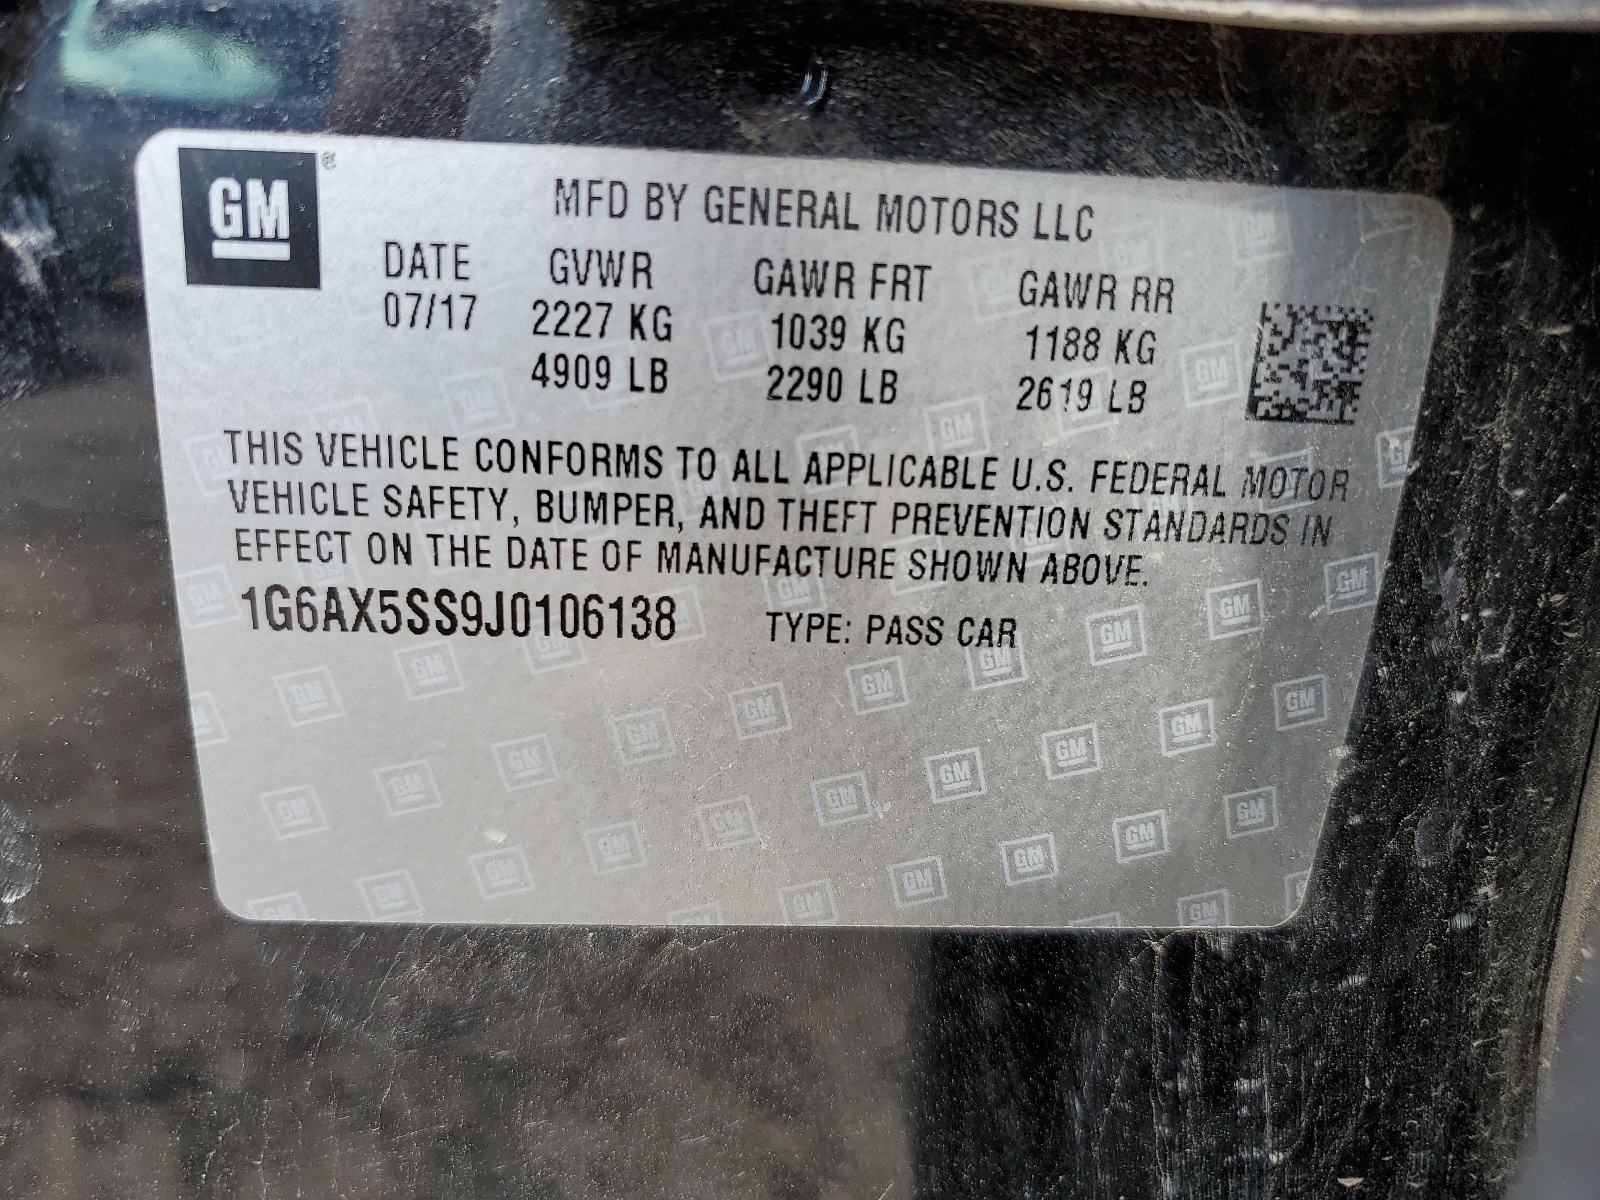 GM ®
MFD BY GENERAL MOTORS LLC
DATE GVWR GAWR FRT GAWR RR
07/17 2227 KG 1039 KG 1188 KG
4909 LB 2290 LB 2619 LB
THIS VEHICLE CONFORMS TO ALL APPLICABLE U.S. FEDERAL MOTOR
VEHICLE SAFETY, BUMPER, AND THEFT PREVENTION STANDARDS IN
EFFECT ON THE DATE OF MANUFACTURE SHOWN ABOVE.
1G6AX5SS9J0106138 TYPE: PASS CAR